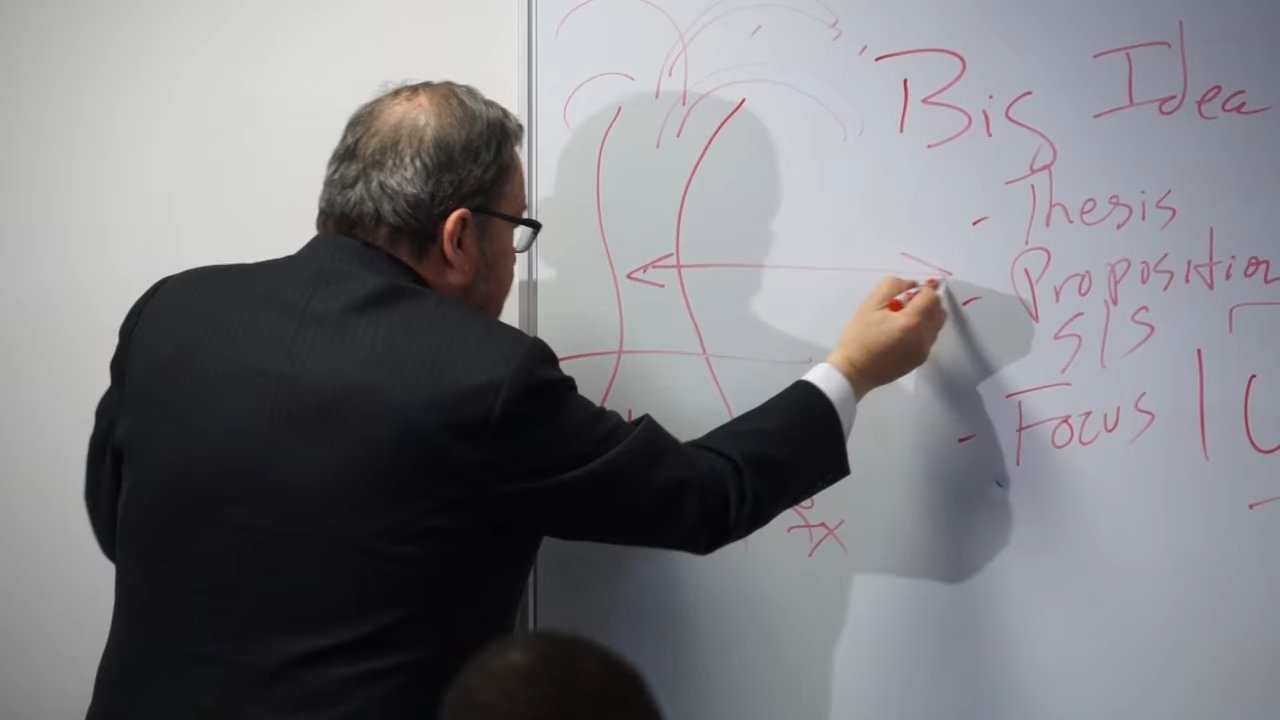 Big Idea
- Thesis
- Proposition
S/S
- Focus |